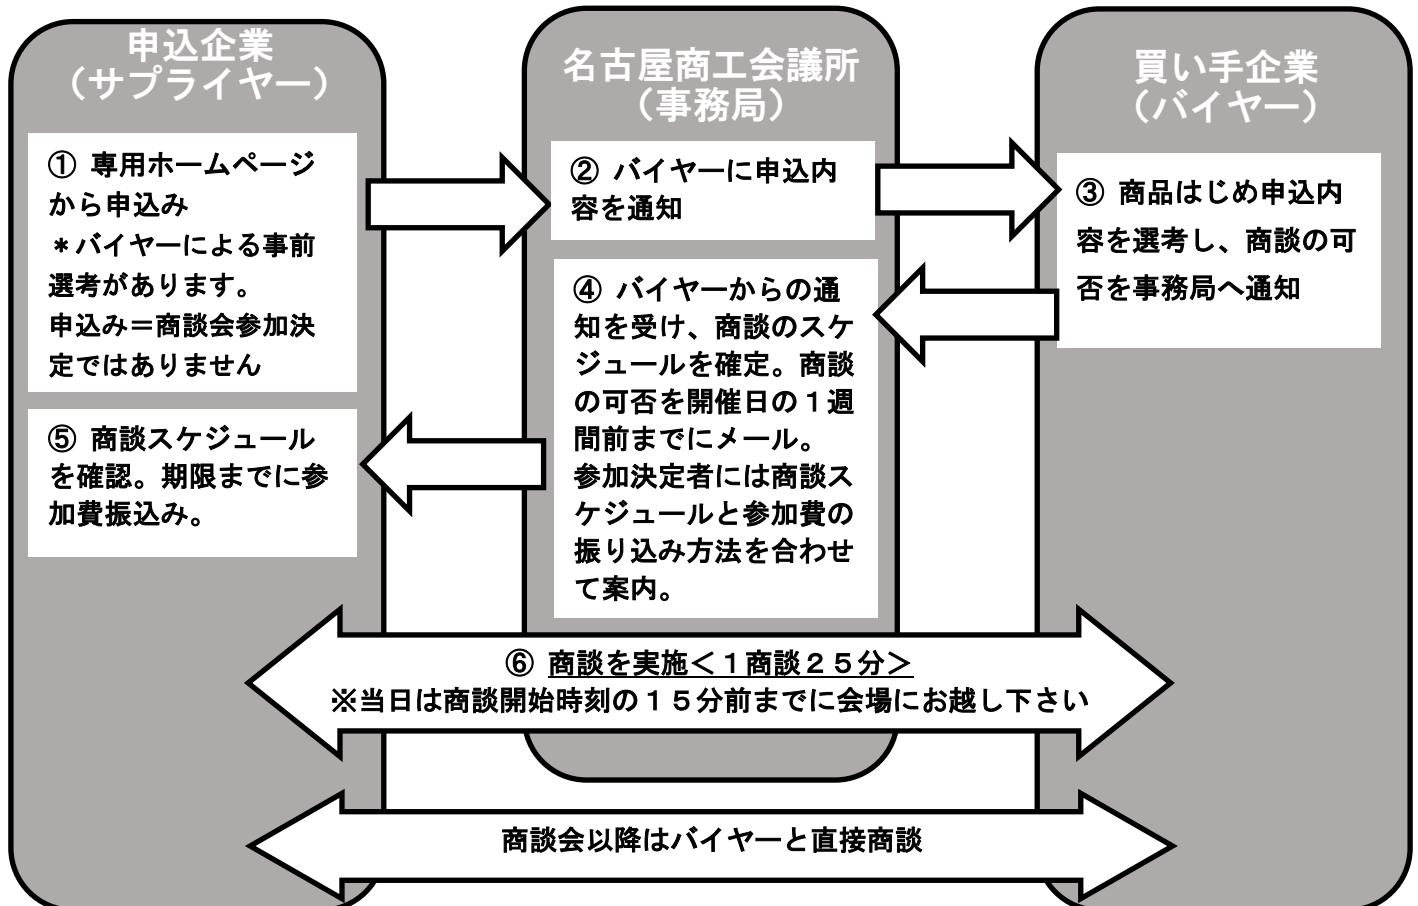 申込企業
（サプライヤー）
① 専用ホームページ
から申込み
＊バイヤーによる事前
選考があります。
申込み＝商談会参加決
定ではありません
⑤ 商談スケジュール
を確認。期限までに参
加費振込み。
名古屋商工会議所
（事務局）
② バイヤーに申込内
容を通知
④ バイヤーからの通
知を受け、商談のスケ
ジュールを確定。商談
の可否を開催日の１週
間前までにメール。
参加決定者には商談ス
ケジュールと参加費の
振り込み方法を合わせ
て案内。
買い手企業
（バイヤー）
③ 商品はじめ申込内
容を選考し、商談の可
否を事務局へ通知
⑥ 商談を実施＜１商談２５分＞
※当日は商談開始時刻の１５分前までに会場にお越し下さい
商談会以降はバイヤーと直接商談